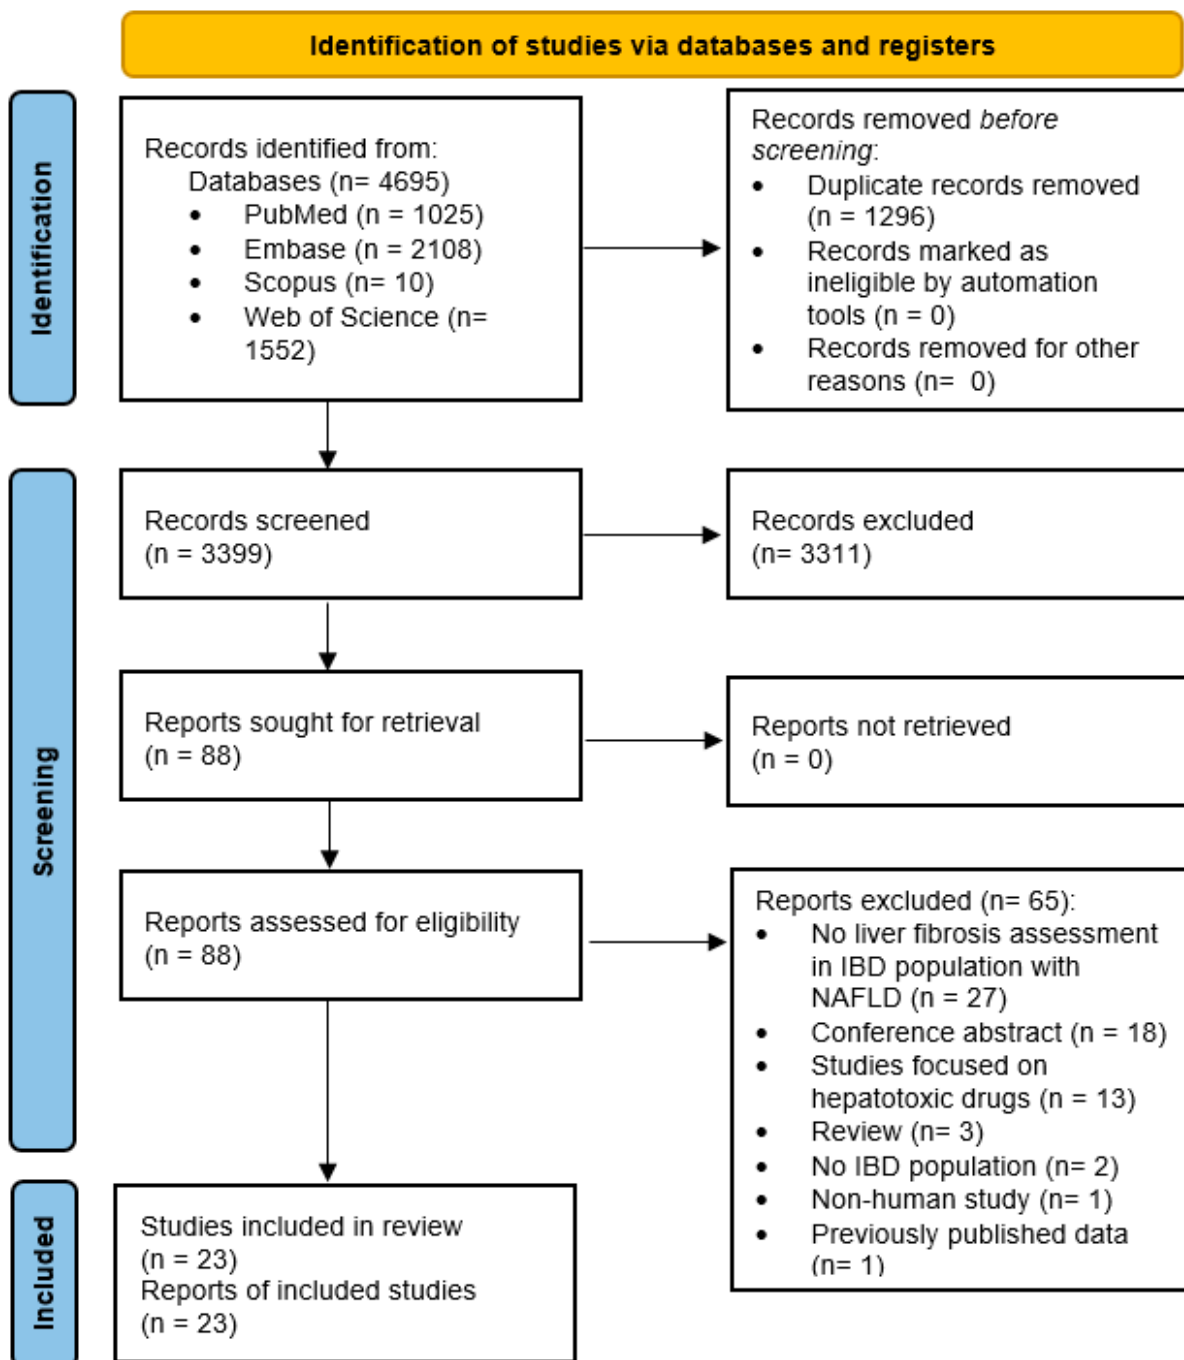 Identification of studies via databases and registers
Identification
Records identified from:
Databases (n= 4695)
• PubMed (n = 1025)
• Embase (n = 2108)
• Scopus (n= 10)
• Web of Science (n=
1552)
Records removed before
screening:
• Duplicate records removed
(n = 1296)
• Records marked as
ineligible by automation
tools (n = 0)
• Records removed for other
reasons (n=  0)
Screening
Records screened
(n = 3399)
Records excluded
(n= 3311)
Reports sought for retrieval
(n = 88)
Reports not retrieved
(n = 0)
Reports assessed for eligibility
(n = 88)
Reports excluded (n= 65):
• No liver fibrosis assessment
in IBD population with
NAFLD (n = 27)
• Conference abstract (n = 18)
• Studies focused on
hepatotoxic drugs (n = 13)
• Review (n= 3)
• No IBD population (n= 2)
• Non-human study (n= 1)
• Previously published data
(n= 1)
Included
Studies included in review
(n = 23)
Reports of included studies
(n = 23)